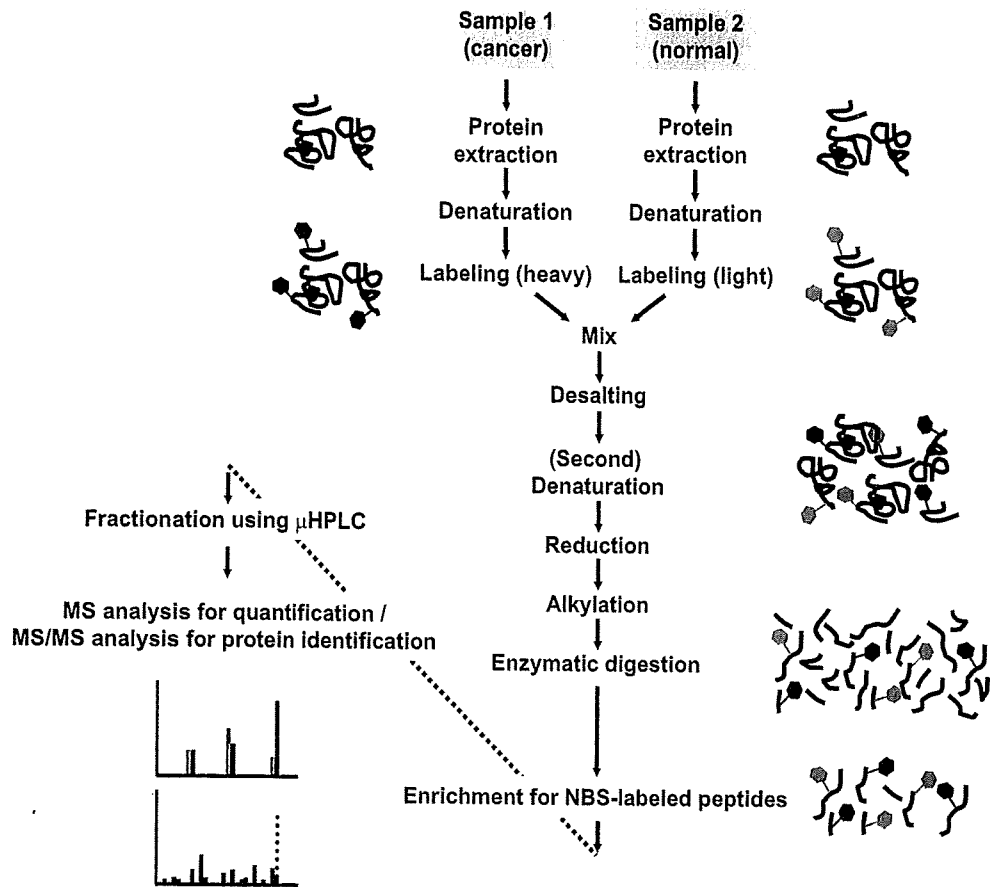 Sample 1
(cancer)
Sample 2
(normal)
Protein
extraction
Protein
extraction
Denaturation
Denaturation
Labeling (heavy)
Labeling (light)
Mix
Desalting
(Second)
Denaturation
Reduction
Alkylation
Enzymatic digestion
Enrichment for NBS-labeled peptides
Fractionation using µHPLC
MS analysis for quantification /
MS/MS analysis for protein identification